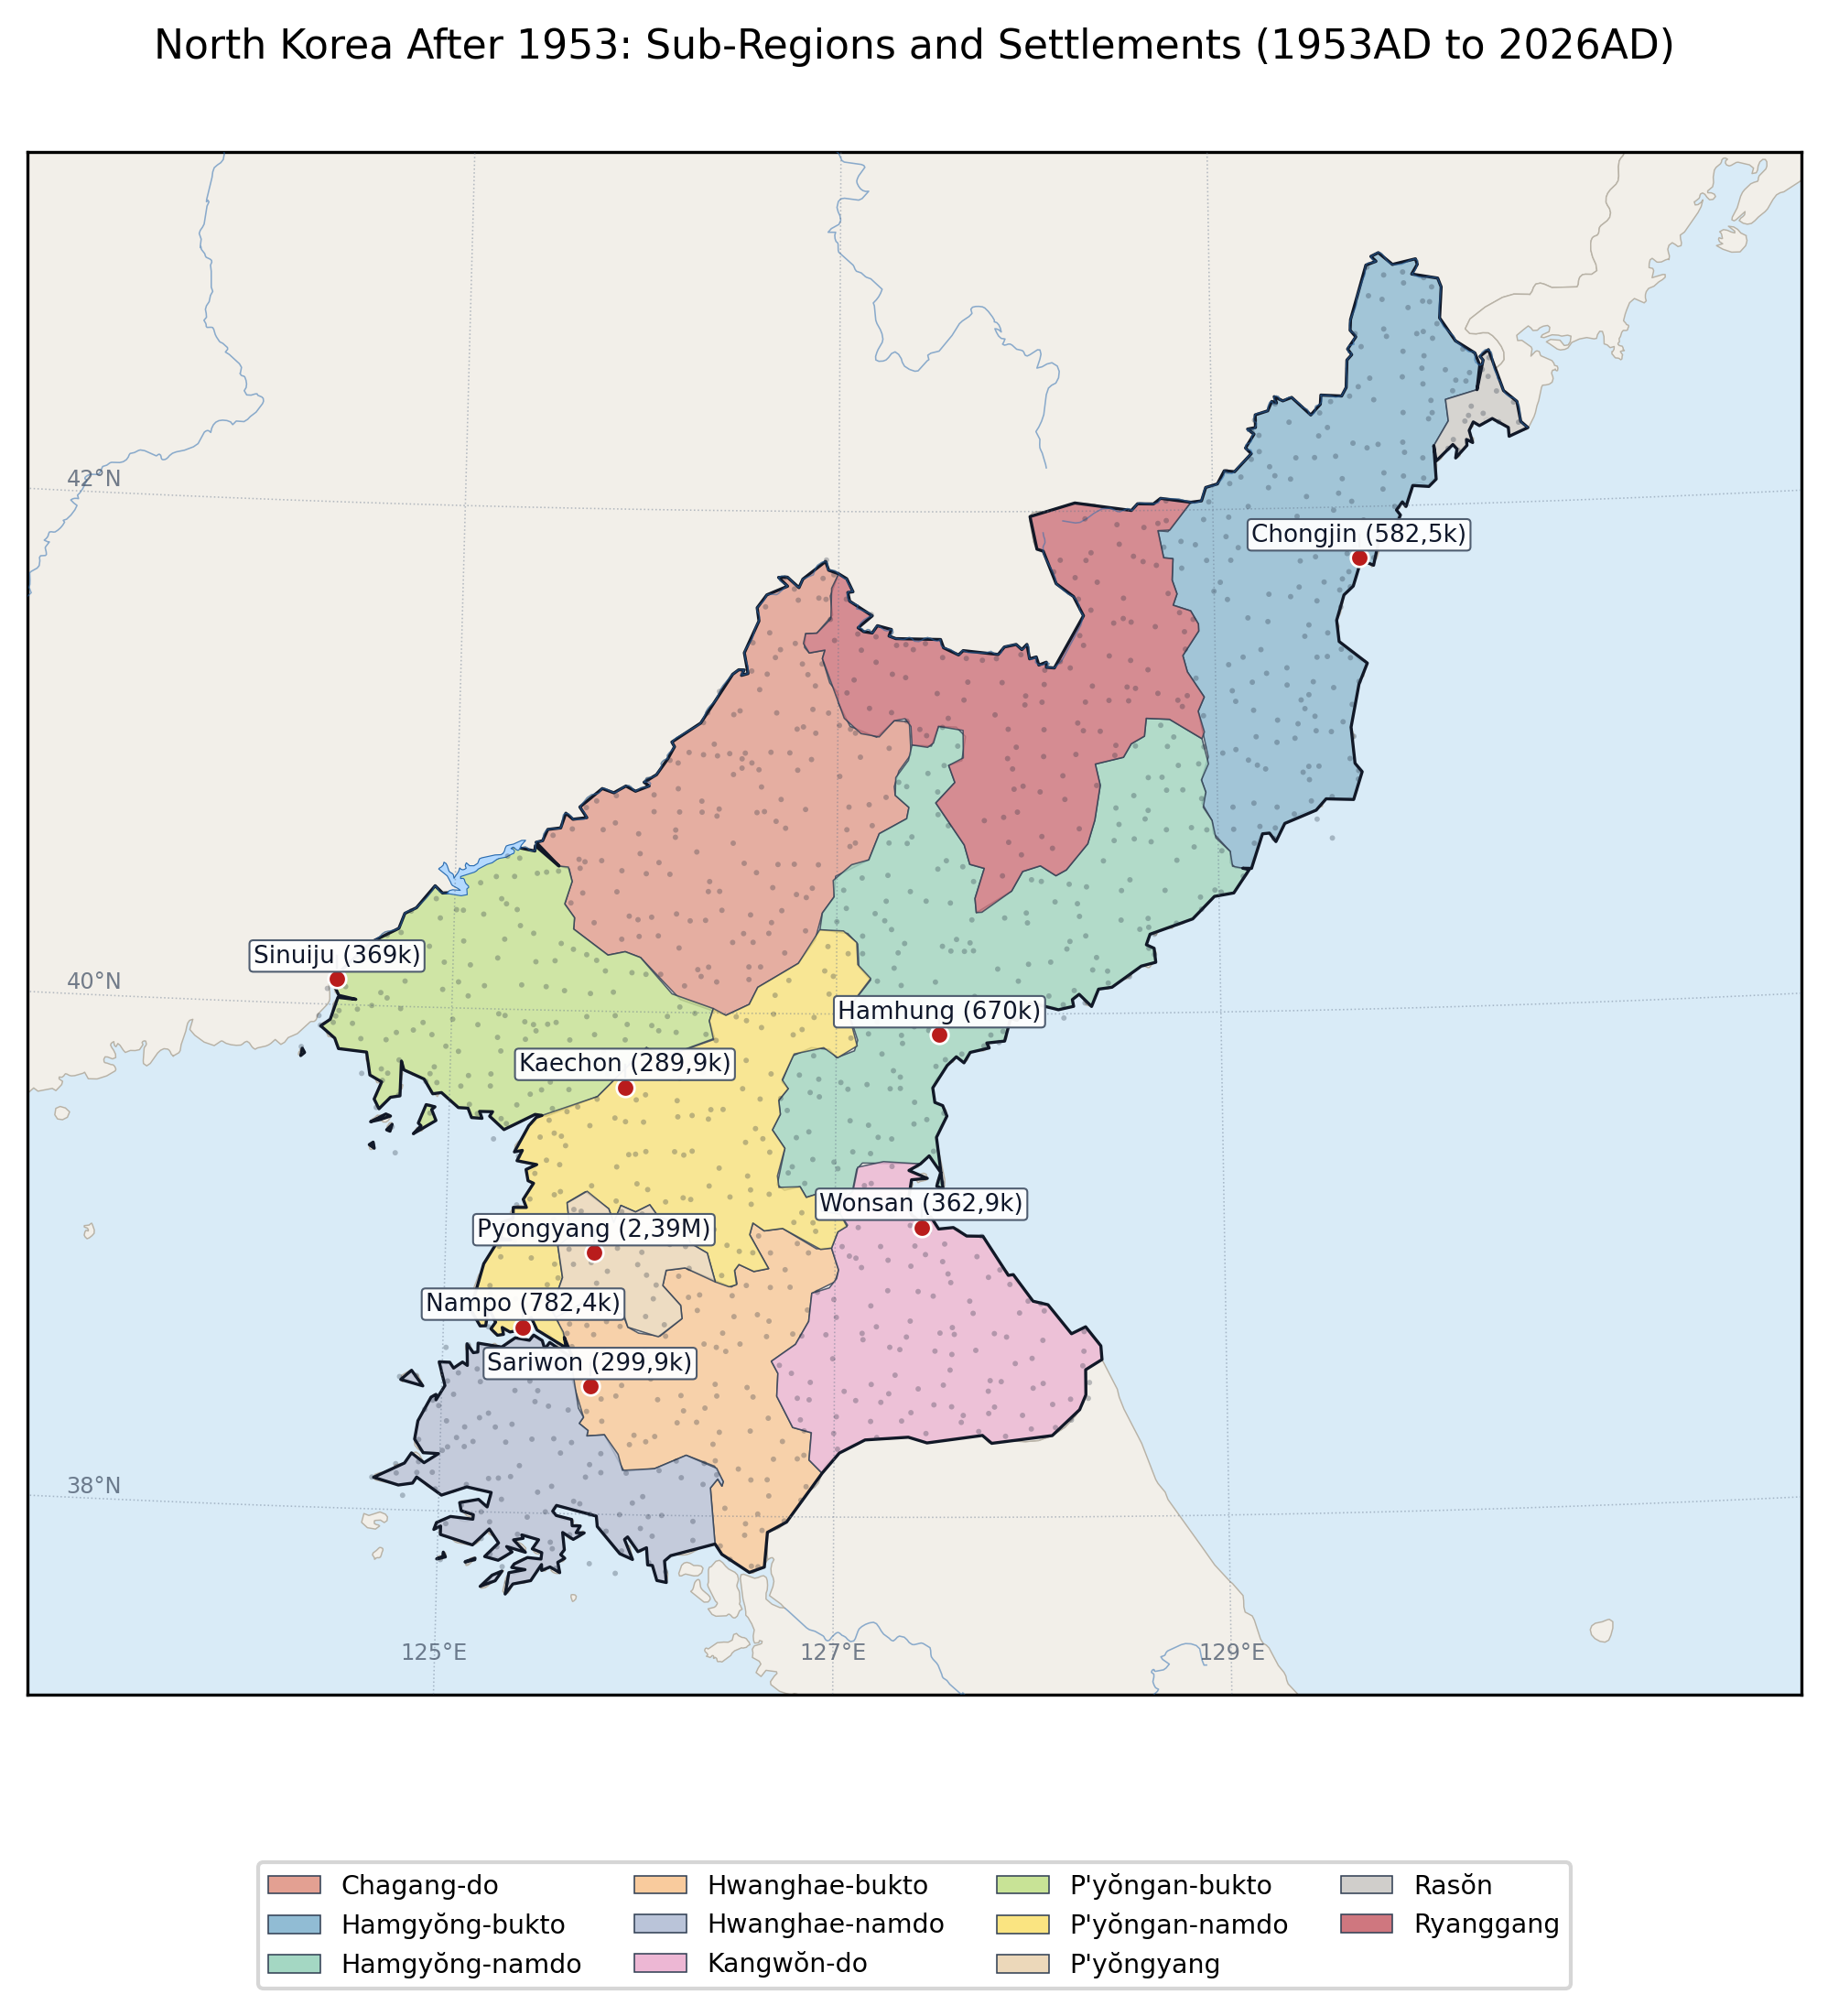 North Korea After 1953: Sub-Regions and Settlements (1953AD to 2026AD)
42°N
Chongjin (582,5k)
Sinuiju (369k)
40°N
Hamhung (670k)
Kaechon (289,9k)
Wonsan (362,9k)
Pyongyang (2,39M)
Nampo (782,4k)
Sariwon (299,9k)
38°N
125°E
127°E
129°E
Chagang-do
Hamgyŏng-bukto
Hamgyŏng-namdo
Hwanghae-bukto
Hwanghae-namdo
Kangwŏn-do
P'yŏngan-bukto
P'yŏngan-namdo
P'yŏngyang
Rasŏn
Ryanggang